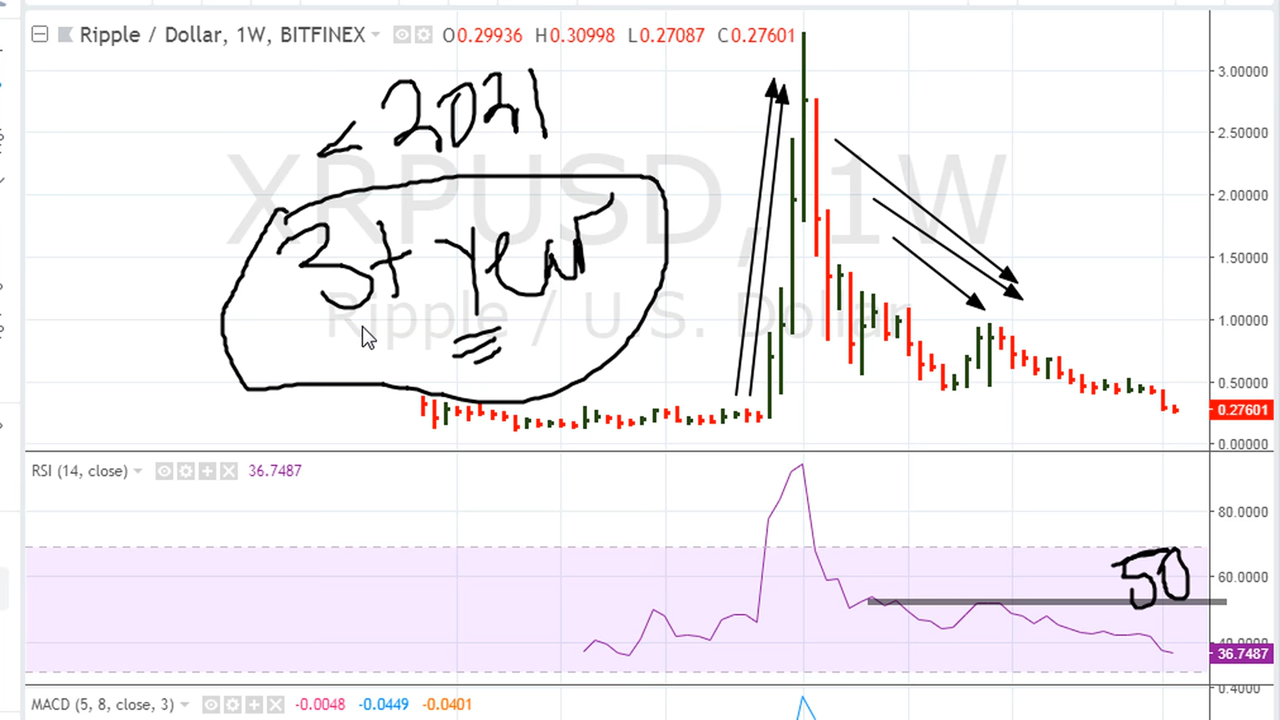 Ripple / Dollar, 1W, BITFINEX O0.29936 H0.30998 L0.27087 C0.27601
2021
XRPUSD, 1W
3+ year
Ripple / U.S. Dollar
3.00000
2.50000
2.00000
1.50000
1.00000
0.50000
0.27601
0.00000
RSI (14, close) 36.7487
80.0000
50
60.0000
40.0000
36.7487
0.4000
MACD (5, 8, close, 3) -0.0048 -0.0449 -0.0401